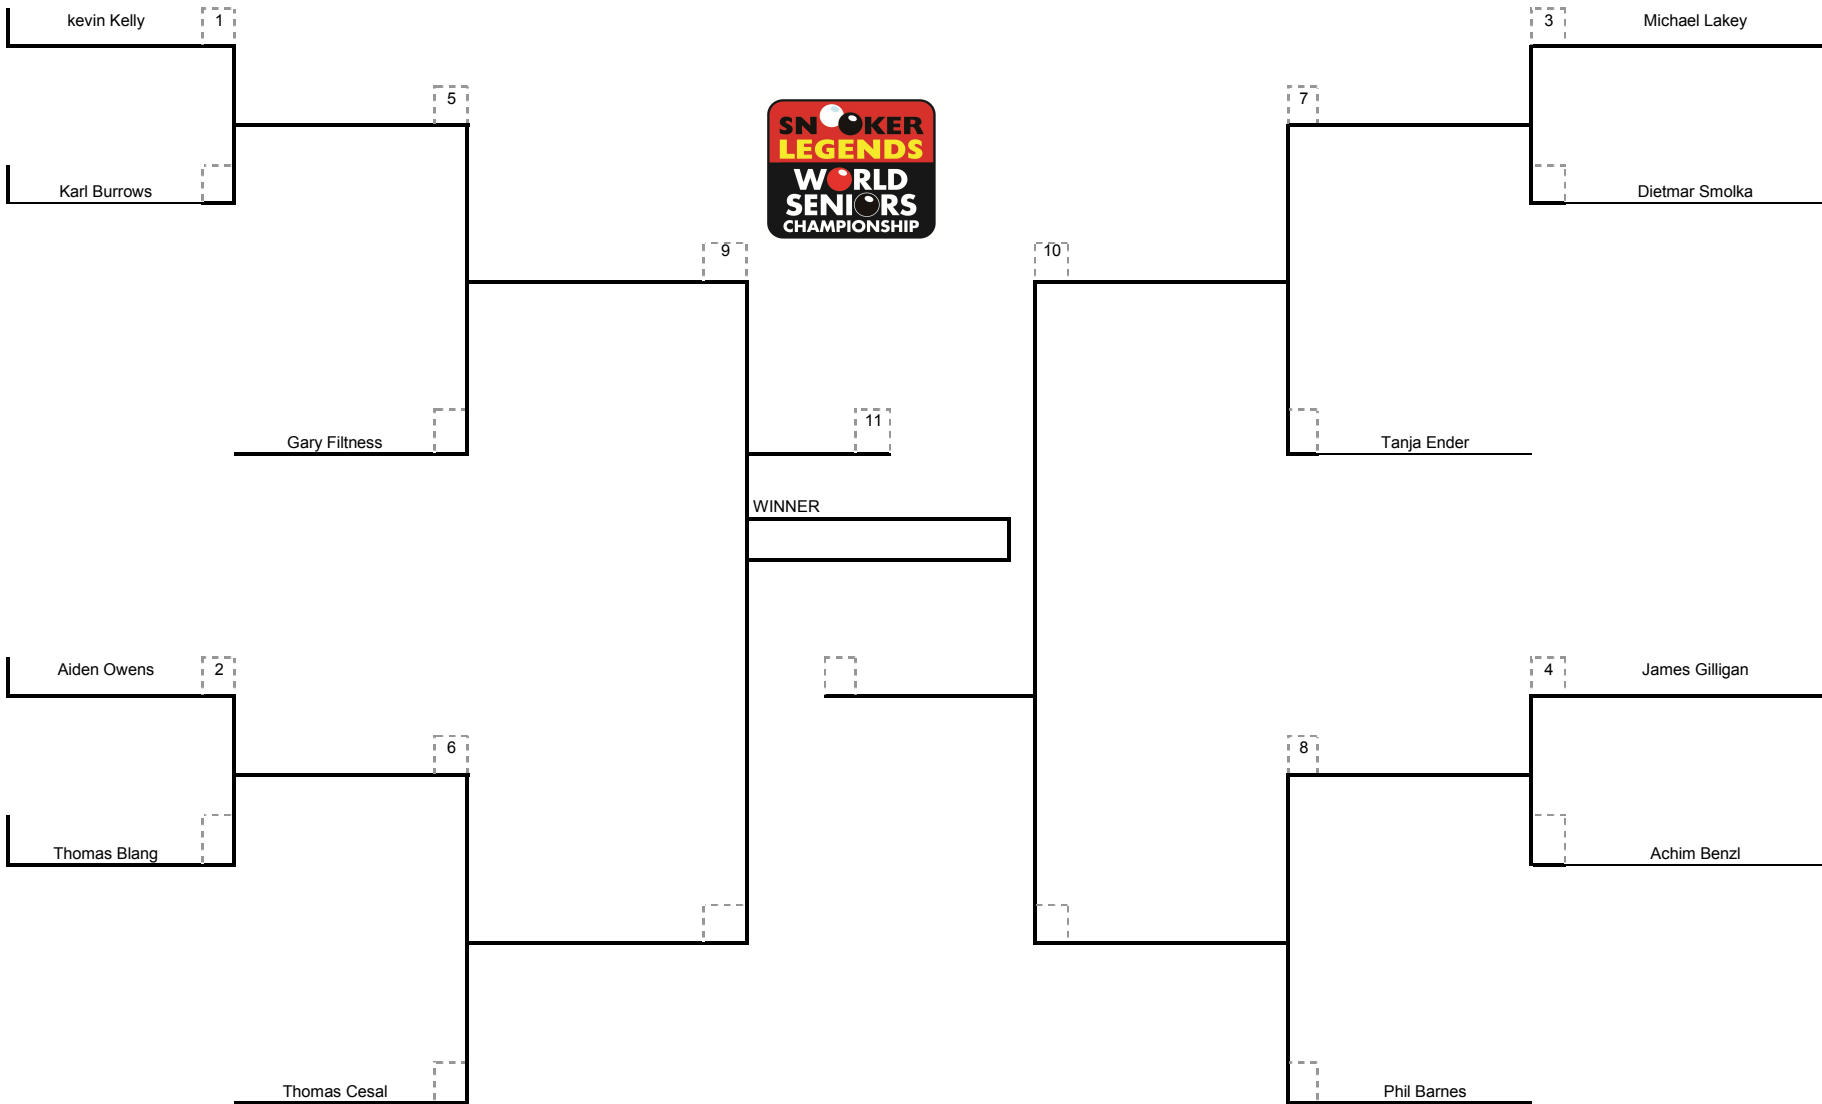 kevin Kelly 1
3 Michael Lakey
5
7
SNOOKER
LEGENDS
WORLD
SENIORS
CHAMPIONSHIP
Karl Burrows
Dietmar Smolka
9
10
Gary Filtness
11
Tanja Ender
WINNER
Aiden Owens 2
4 James Gilligan
6
8
Thomas Blang
Achim Benzl
Thomas Cesal
Phil Barnes